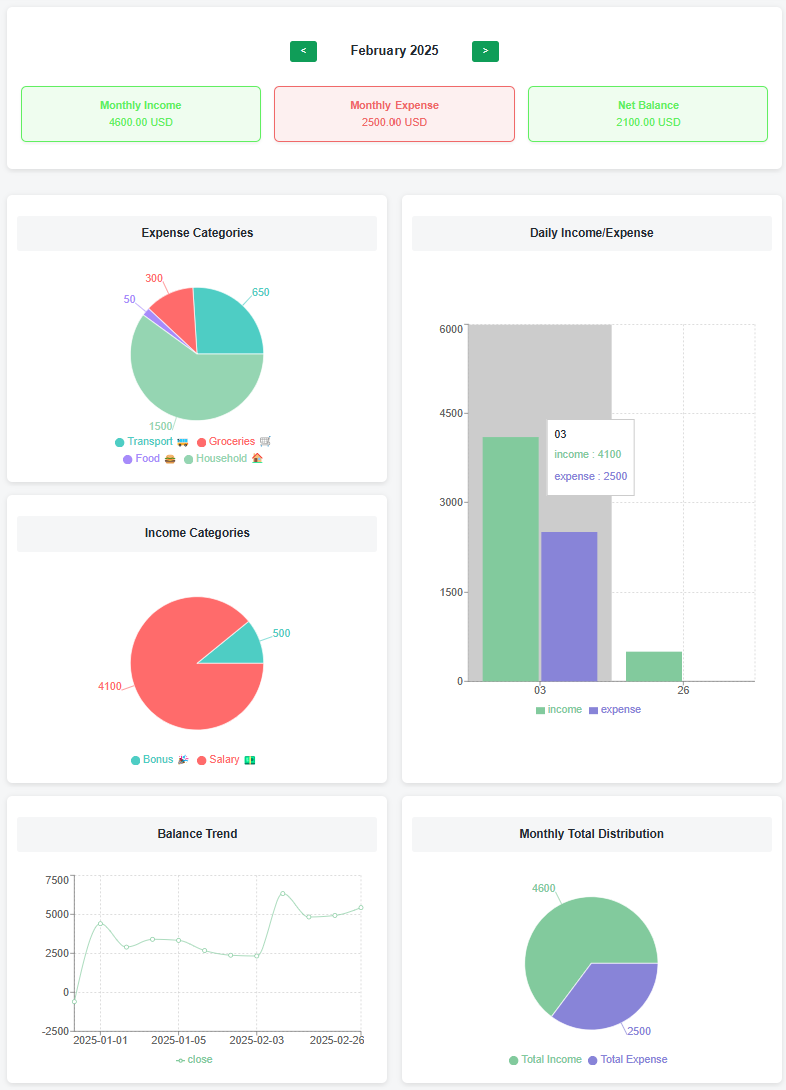 < February 2025 >
Monthly Income
4600.00 USD
Monthly Expense
2500.00 USD
Net Balance
2100.00 USD
Expense Categories
300
650
50
1500
Transport Groceries
Food Household
Daily Income/Expense
6000
4500
3000
1500
0
03
income : 4100
expense : 2500
03 26
income expense
Income Categories
500
4100
Bonus Salary
Balance Trend
7500
5000
2500
0
-2500
2025-01-01 2025-01-05 2025-02-03 2025-02-26
close
Monthly Total Distribution
4600
2500
Total Income Total Expense